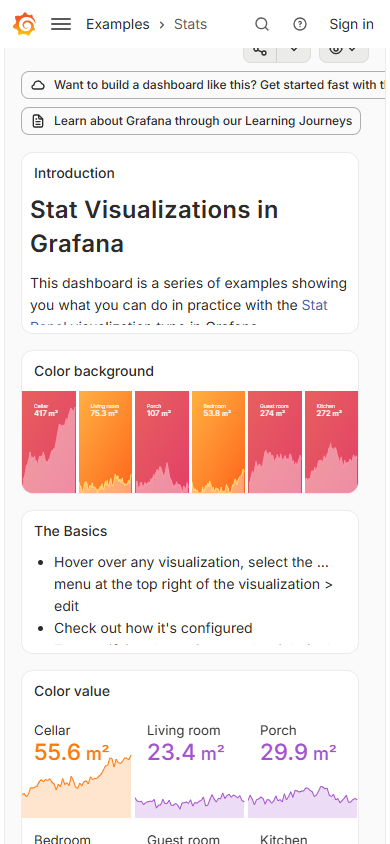 Examples > Stats
Sign in
Want to build a dashboard like this? Get started fast with
Learn about Grafana through our Learning Journeys
Introduction
Stat Visualizations in
Grafana
This dashboard is a series of examples showing
you what you can do in practice with the Stat
Panel visualization type in Grafana.
Color background
Cellar Living room Porch Bedroom Guest room Kitchen
417 m² 75.3 m² 107 m² 53.8 m² 274 m² 272 m²
The Basics
• Hover over any visualization, select the ...
menu at the top right of the visualization >
edit
• Check out how it's configured
Color value
Cellar Living room Porch
55.6 m² 23.4 m² 29.9 m²
Bedroom Guest room Kitchen